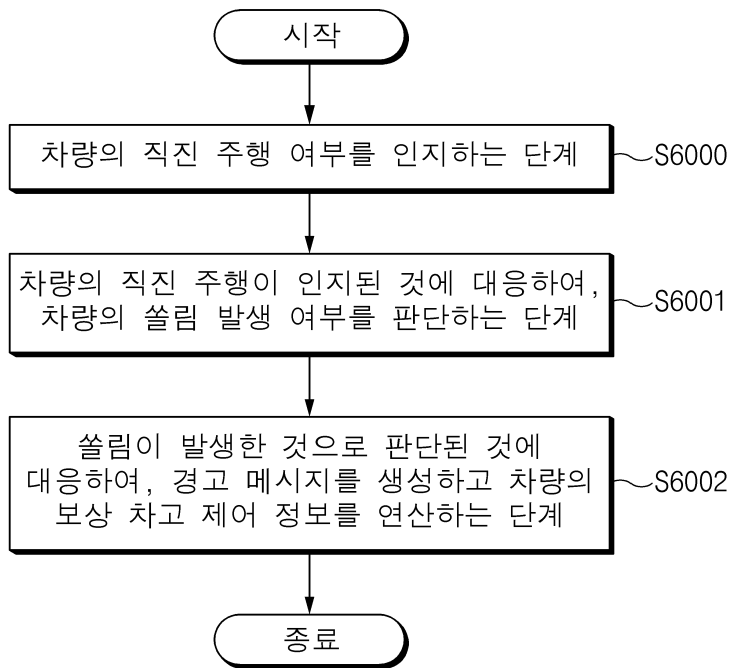 시작
차량의 직진 주행 여부를 인지하는 단계
S6000
차량의 직진 주행이 인지된 것에 대응하여,
차량의 쏠림 발생 여부를 판단하는 단계
S6001
쏠림이 발생한 것으로 판단된 것에
대응하여, 경고 메시지를 생성하고 차량의
보상 차고 제어 정보를 연산하는 단계
S6002
종료